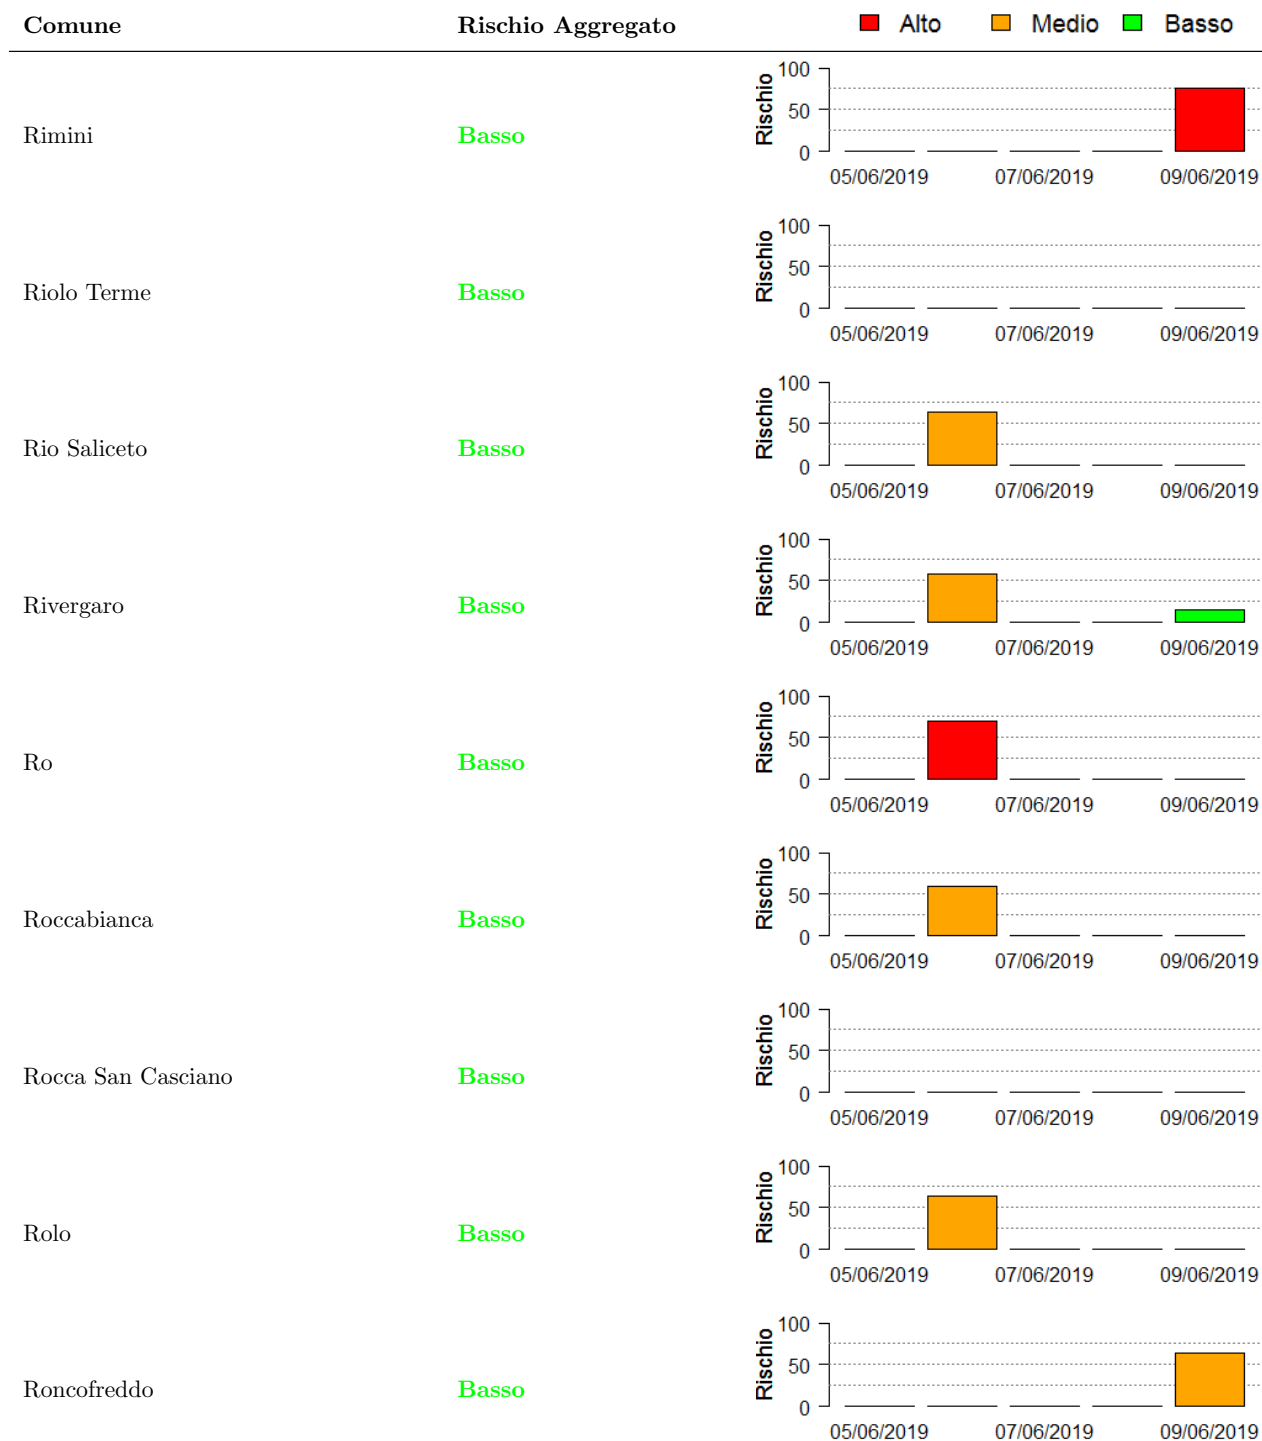 Comune Rischio Aggregato Alto Medio Basso
Rimini Basso
Rischio
100
50
0
05/06/2019 07/06/2019 09/06/2019
Riolo Terme Basso
Rischio
100
50
0
05/06/2019 07/06/2019 09/06/2019
Rio Saliceto Basso
Rischio
100
50
0
05/06/2019 07/06/2019 09/06/2019
Rivergaro Basso
Rischio
100
50
0
05/06/2019 07/06/2019 09/06/2019
Ro Basso
Rischio
100
50
0
05/06/2019 07/06/2019 09/06/2019
Roccabianca Basso
Rischio
100
50
0
05/06/2019 07/06/2019 09/06/2019
Rocca San Casciano Basso
Rischio
100
50
0
05/06/2019 07/06/2019 09/06/2019
Rolo Basso
Rischio
100
50
0
05/06/2019 07/06/2019 09/06/2019
Roncofreddo Basso
Rischio
100
50
0
05/06/2019 07/06/2019 09/06/2019